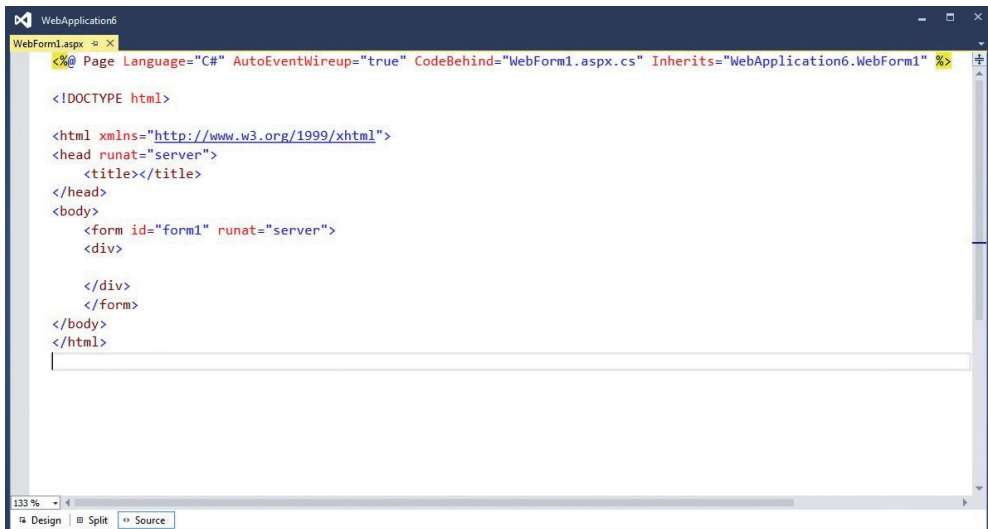 WebApplication6
WebForm1.aspx
<%@ Page Language="C#" AutoEventWireup="true" CodeBehind="WebForm1.aspx.cs" Inherits="WebApplication6.WebForm1" %>
<!DOCTYPE html>
<html xmlns="http://www.w3.org/1999/xhtml">
<head runat="server">
<title></title>
</head>
<body>
<form id="form1" runat="server">
<div>
</div>
</form>
</body>
</html>
133 %
Design Split Source